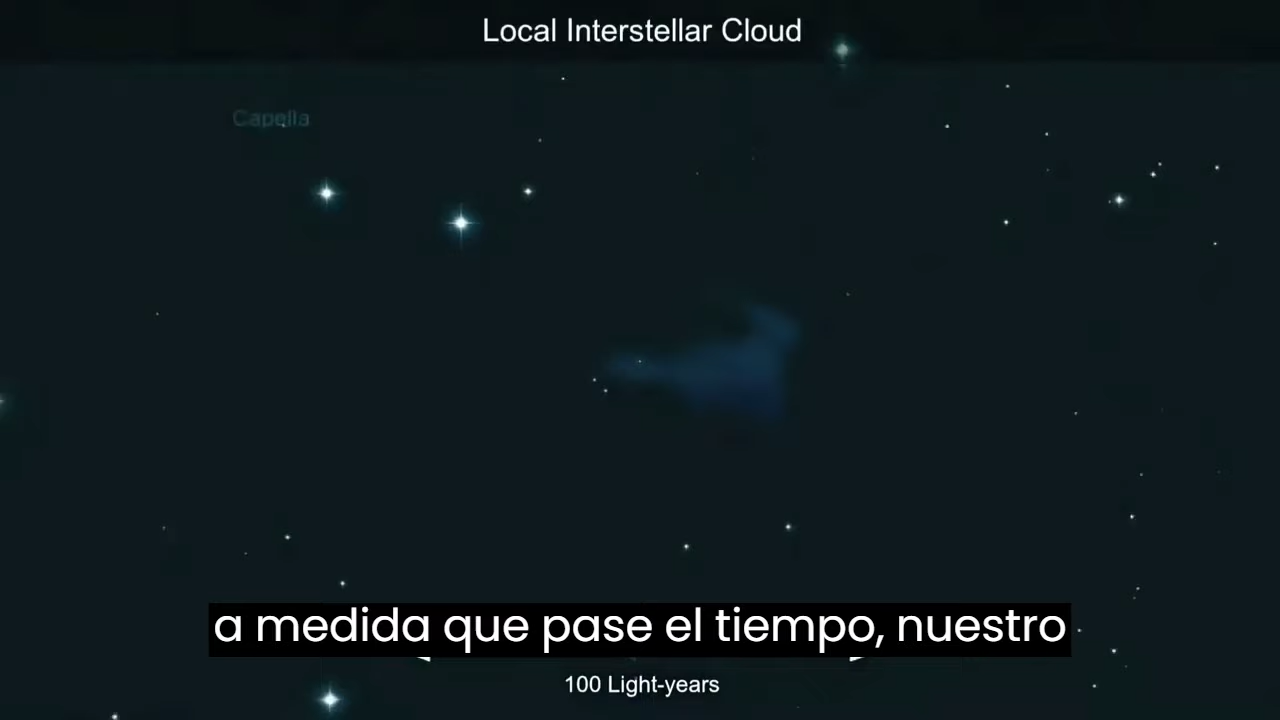 Local Interstellar Cloud
Capella
a medida que pase el tiempo, nuestro
100 Light-years